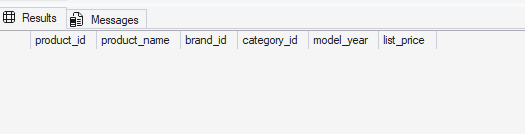 Results Messages
product_id product_name brand_id category_id model_year list_price